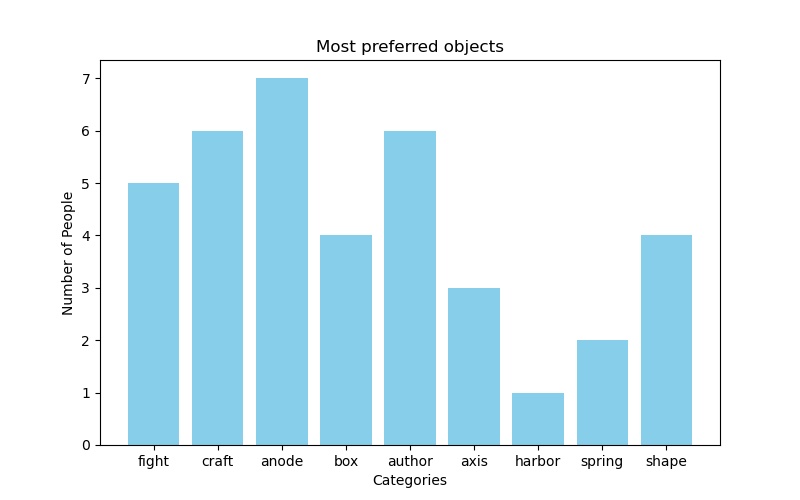 Most preferred objects
Number of People
7
6
5
4
3
2
1
0
fight craft anode box author axis harbor spring shape
Categories